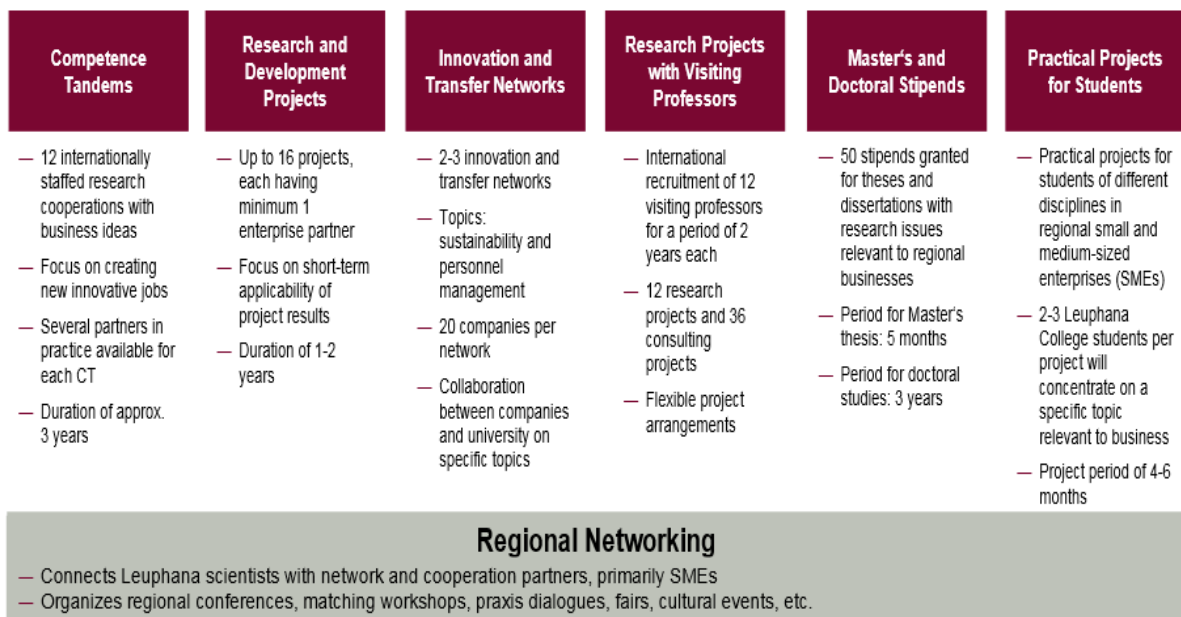 Competence
Tandems
— 12 internationally
staffed research
cooperations with
business ideas
— Focus on creating
new innovative jobs
— Several partners in
practice available for
each CT
— Duration of approx.
3 years
Research and
Development
Projects
— Up to 16 projects,
each having
minimum 1
enterprise partner
— Focus on short-term
applicability of
project results
— Duration of 1-2
years
Innovation and
Transfer Networks
— 2-3 innovation and
transfer networks
— Topics:
sustainability and
personnel
management
— 20 companies per
network
— Collaboration
between companies
and university on
specific topics
Research Projects
with Visiting
Professors
— International
recruitment of 12
visiting professors
for a period of 2
years each
— 12 research
projects and 36
consulting
projects
— Flexible project
arrangements
Master‘s and
Doctoral Stipends
— 50 stipends granted
for theses and
dissertations with
research issues
relevant to regional
businesses
— Period for Master’s
thesis: 5 months
— Period for doctoral
studies: 3 years
Practical Projects
for Students
— Practical projects for
students of different
disciplines in
regional small and
medium-sized
enterprises (SMEs)
— 2-3 Leuphana
College students per
project will
concentrate on a
specific topic
relevant to business
— Project period of 4-6
months
Regional Networking
— Connects Leuphana scientists with network and cooperation partners, primarily SMEs
— Organizes regional conferences, matching workshops, praxis dialogues, fairs, cultural events, etc.